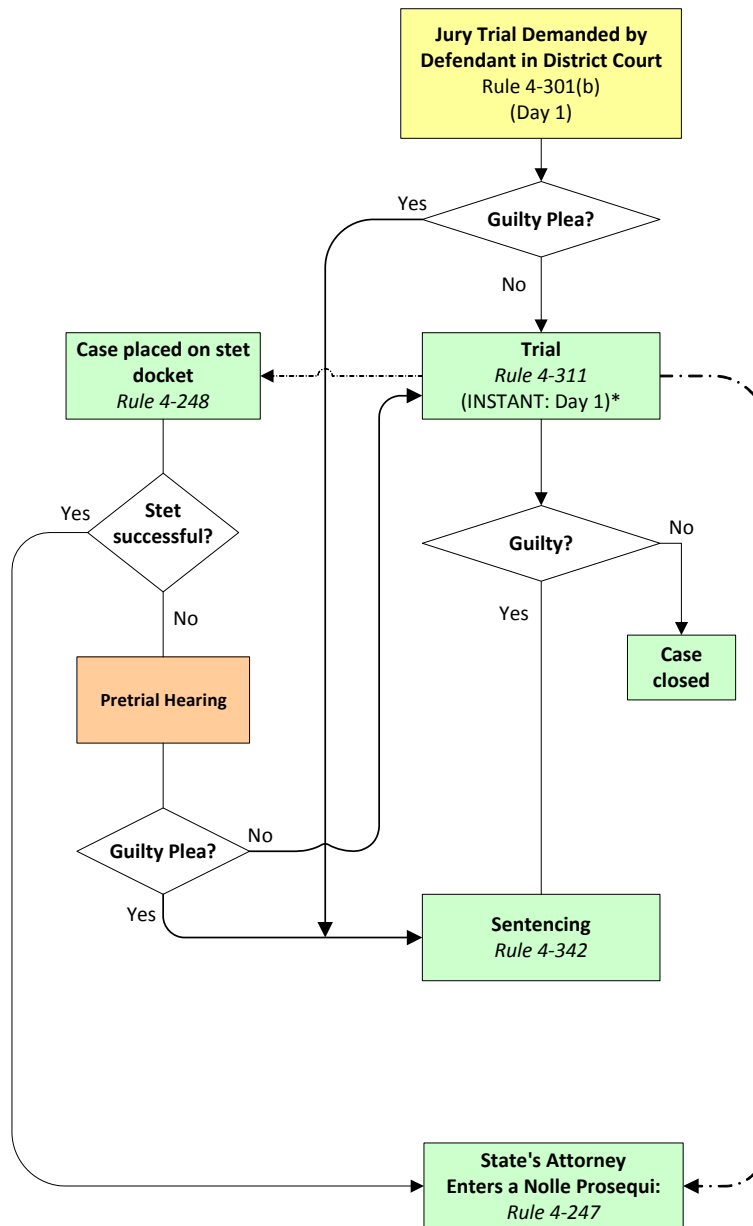 Jury Trial Demanded by
Defendant in District Court
Rule 4-301(b)
(Day 1)
Yes
Guilty Plea?
No
Case placed on stet
docket
Rule 4-248
Trial
Rule 4-311
(INSTANT: Day 1)*
Yes
Stet
successful?
No
Guilty?
No
Yes
Case
closed
Pretrial Hearing
Guilty Plea?
No
Yes
Sentencing
Rule 4-342
State's Attorney
Enters a Nolle Prosequi:
Rule 4-247